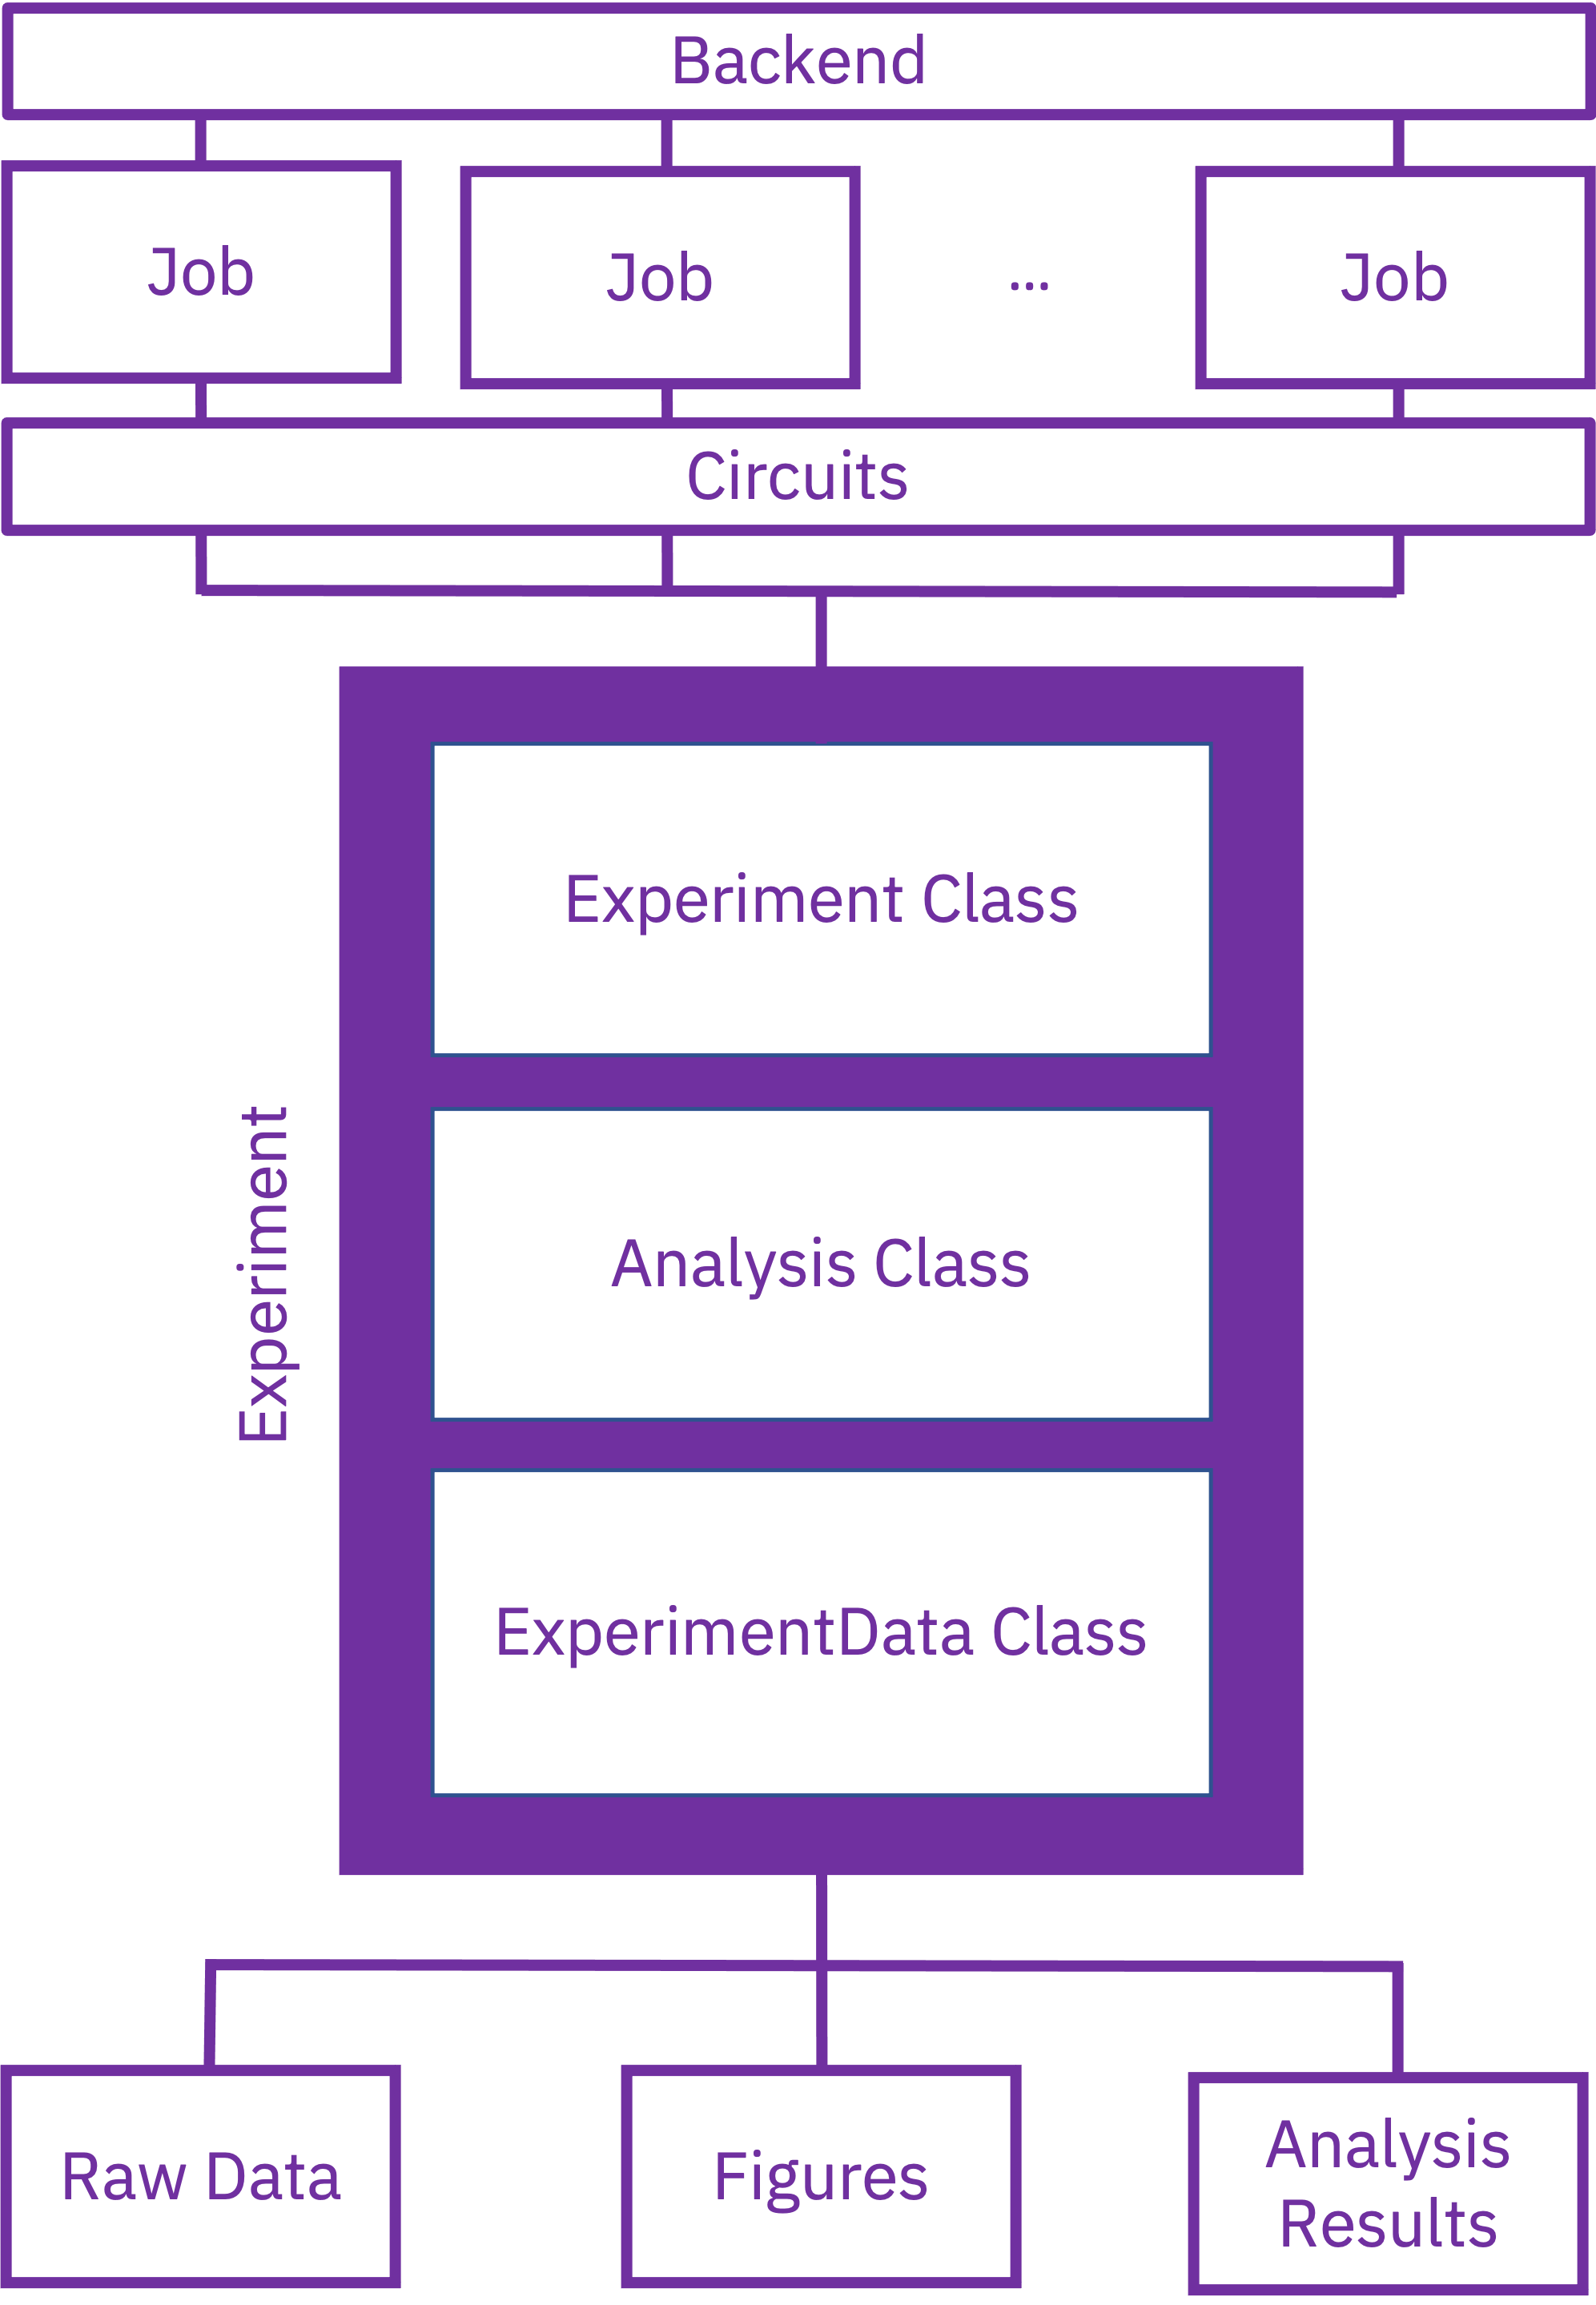 Backend
Job
Job
...
Job
Circuits
Experiment
Experiment Class
Analysis Class
ExperimentData Class
Raw Data
Figures
Analysis
Results